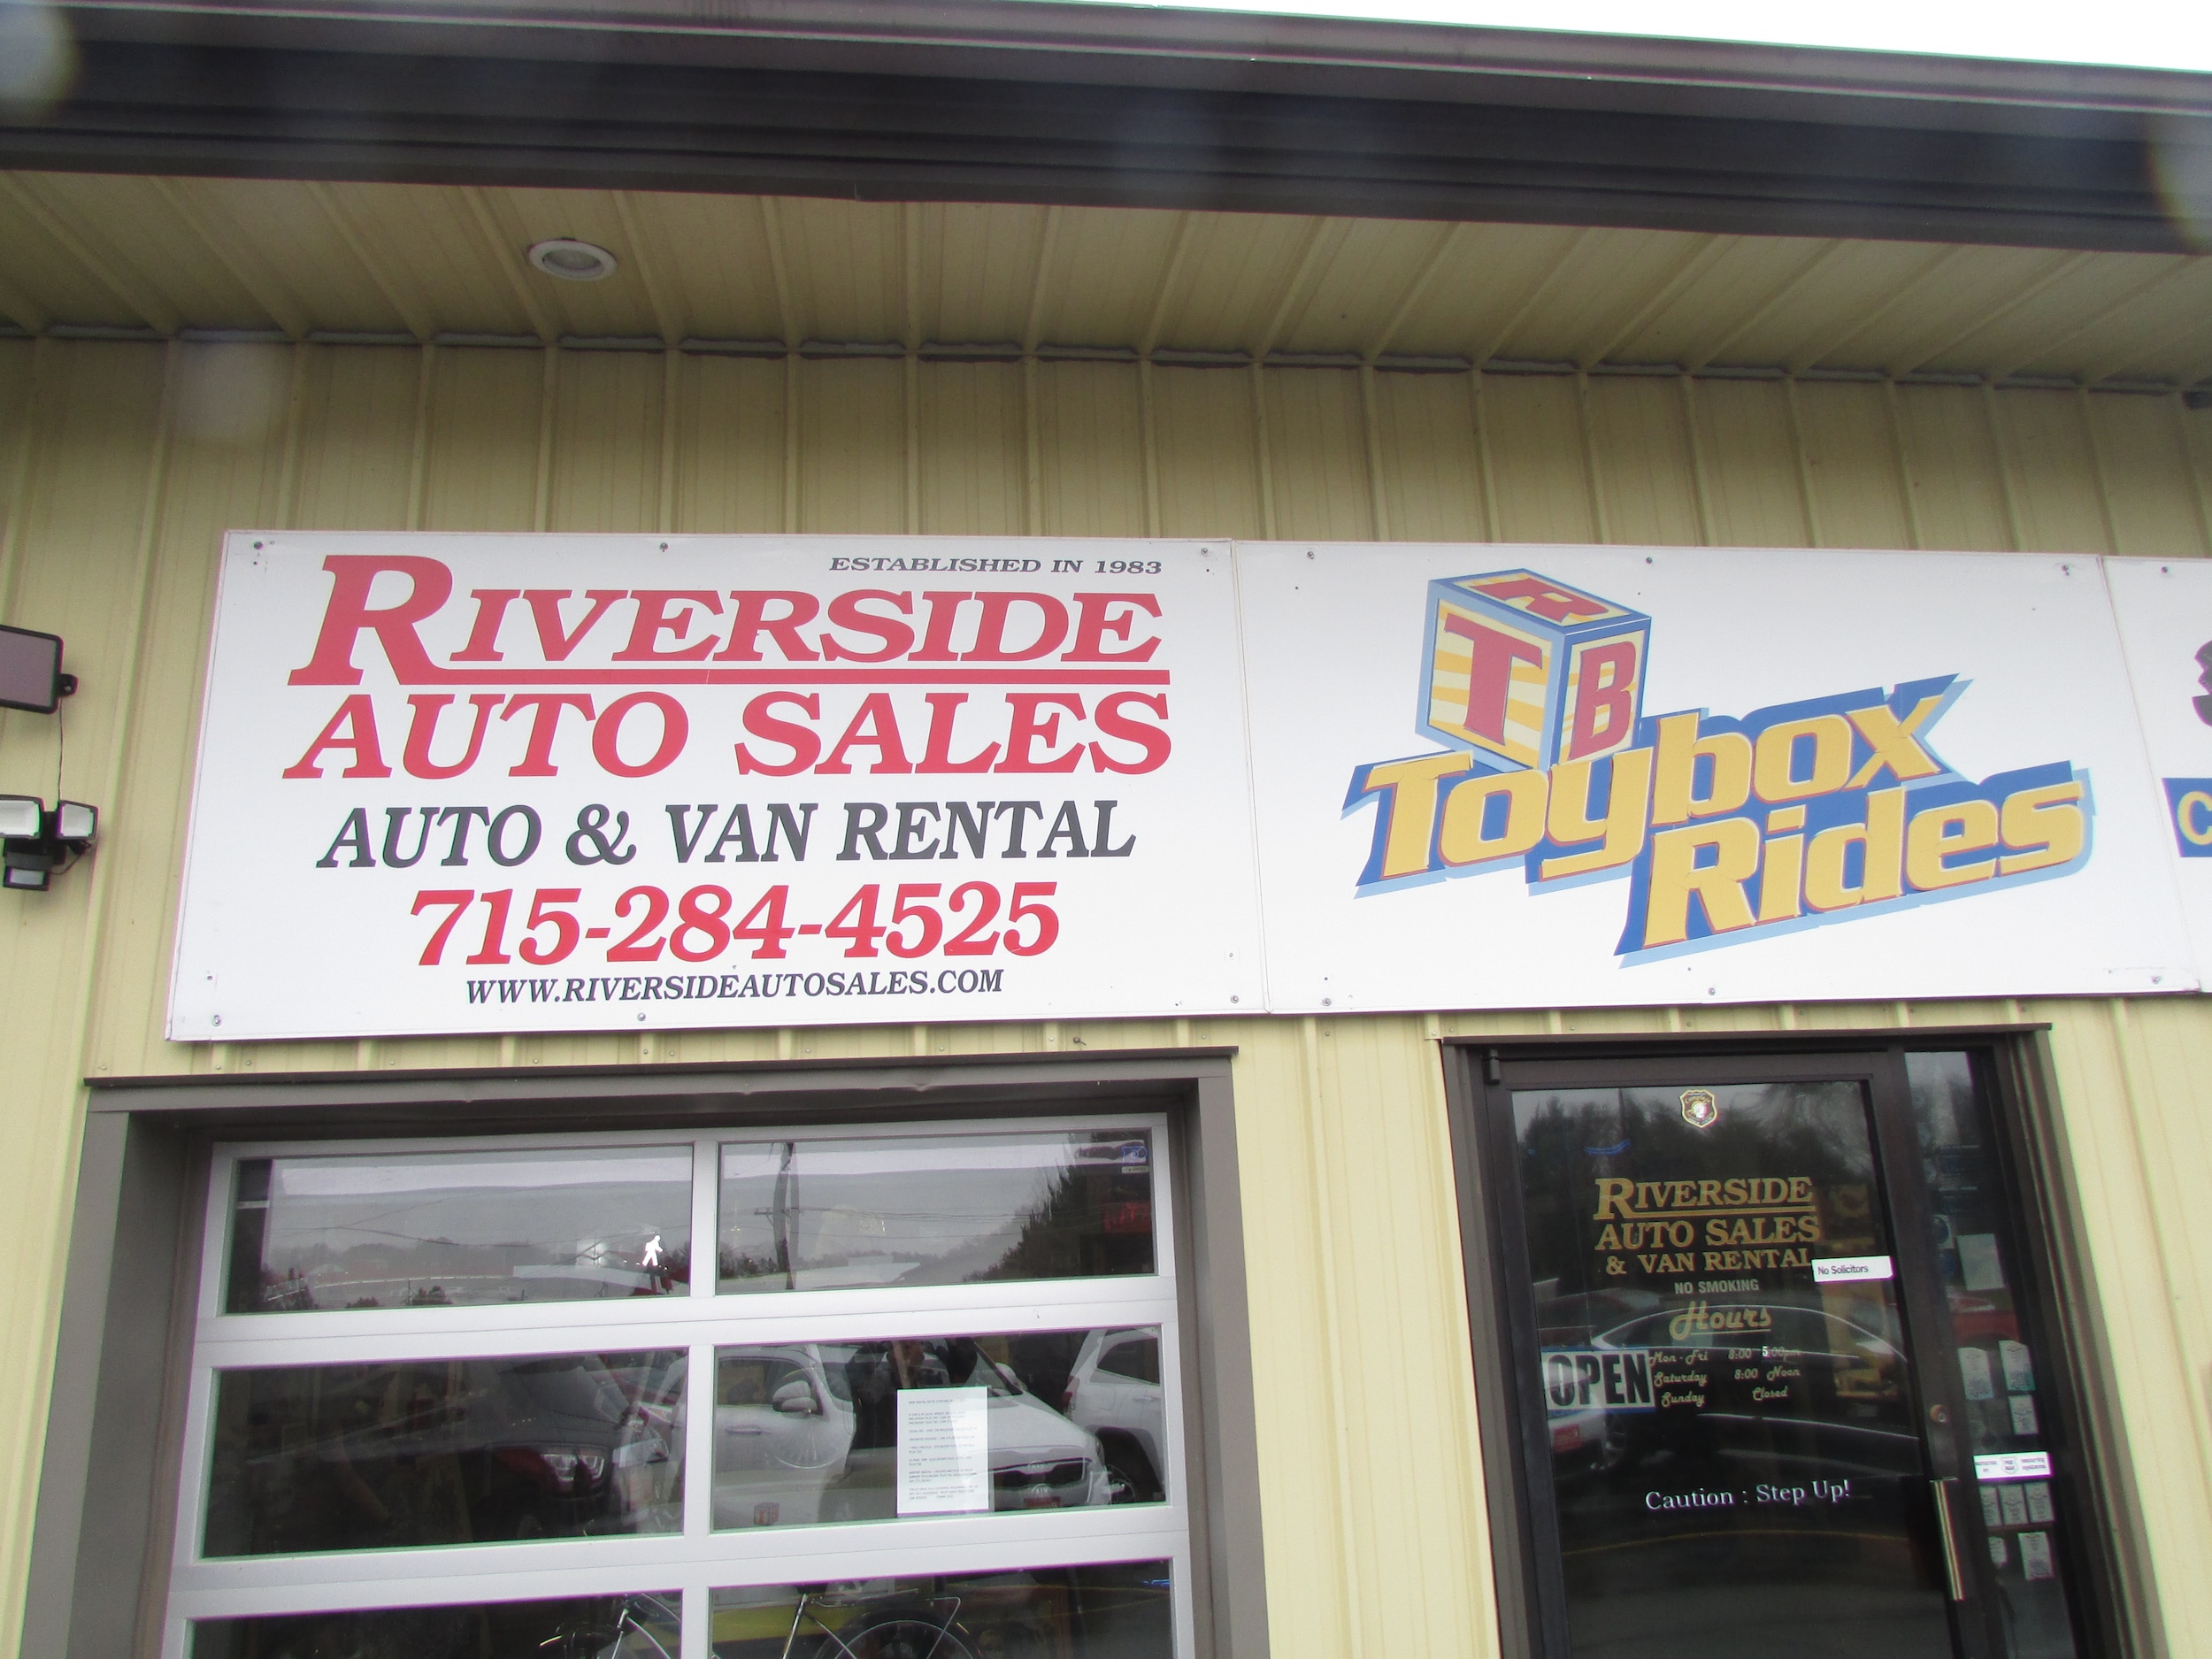 ESTABLISHED IN 1983
RIVERSIDE
AUTO SALES
AUTO & VAN RENTAL
715-284-4525
WWW.RIVERSIDEAUTOSALES.COM
R
T B
Toybox
Rides
C
RIVERSIDE
AUTO SALES
& VAN RENTAL
No Solicitors
NO SMOKING
Hours
OPEN
Mon - Fri 8:00 5:00pm
Saturday 8:00 Noon
Sunday Closed
Caution : Step Up!